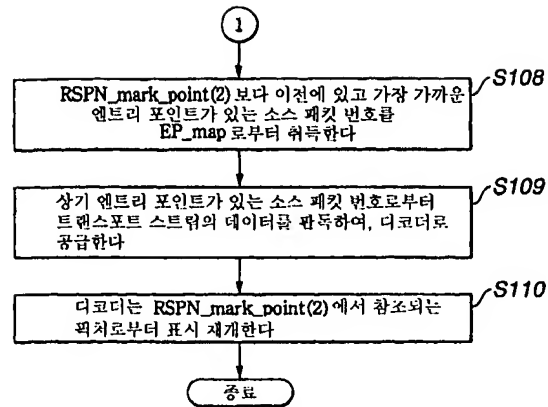 1
RSPN_mark_point(2) 보다 이전에 있고 가장 가까운
엔트리 포인트가 있는 소스 패킷 번호를
EP_map 로부터 취득한다
S108
상기 엔트리 포인트가 있는 소스 패킷 번호로부터
트랜스포트 스트림의 데이터를 판독하여, 디코더로
공급한다
S109
디코더는 RSPN_mark_point(2) 에서 참조되는
픽처로부터 표시 재개한다
S110
종료